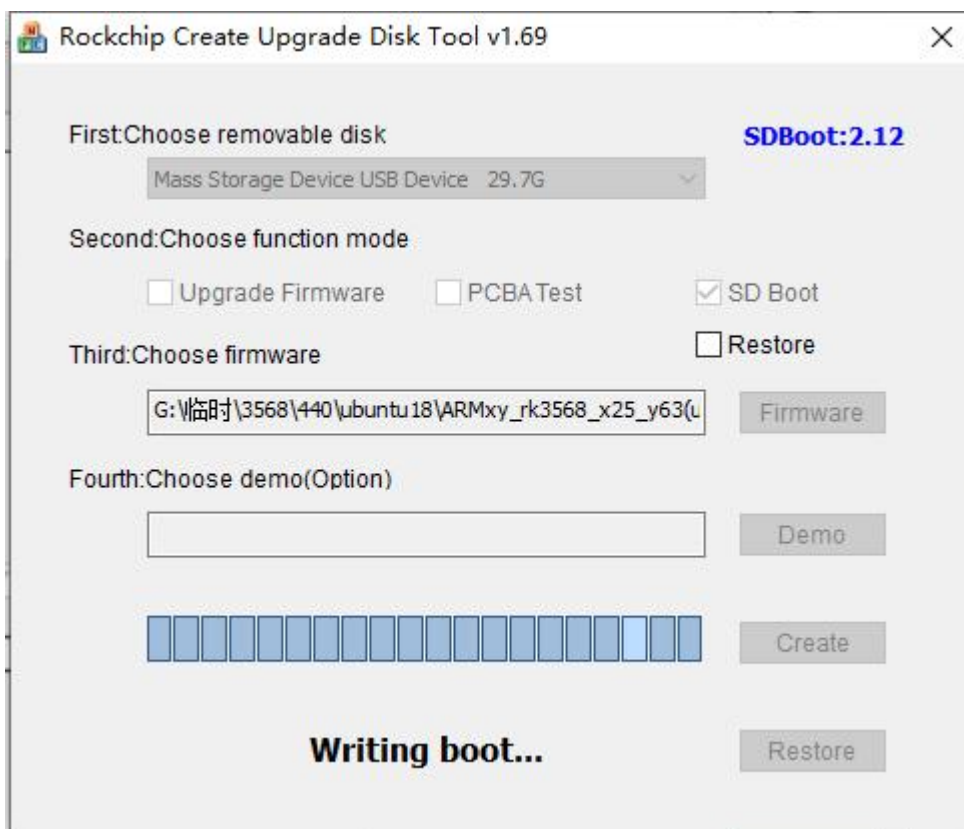 Rockchip Create Upgrade Disk Tool v1.69
First:Choose removable disk
SDBoot:2.12
Mass Storage Device USB Device 29.7G
Second:Choose function mode
Upgrade Firmware PCBA Test SD Boot
Third:Choose firmware
Restore
G:\临时\3568\440\ubuntu18\ARMxy_rk3568_x25_y63(u
Firmware
Fourth:Choose demo(Option)
Demo
Create
Writing boot...
Restore